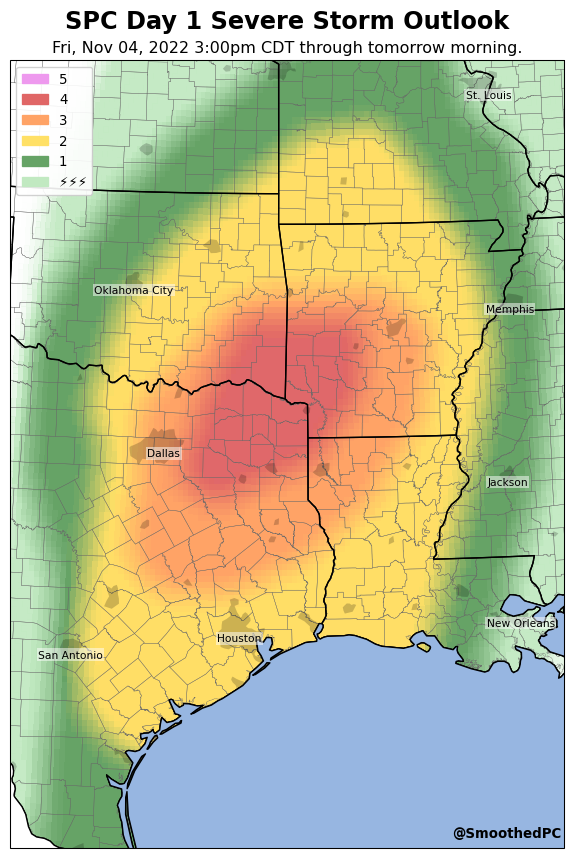 SPC Day 1 Severe Storm Outlook
Fri, Nov 04, 2022 3:00pm CDT through tomorrow morning.
5
4
3
2
1
⚡⚡⚡
St. Louis
Oklahoma City
Memphis
Dallas
Jackson
New Orleans
Houston
San Antonio
@SmoothedPC